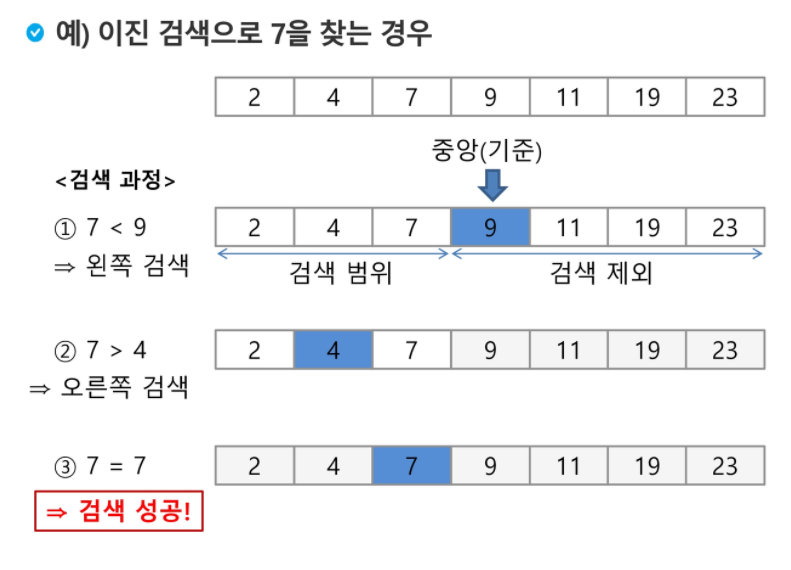 예) 이진 검색으로 7을 찾는 경우
2 4 7 9 11 19 23
중앙(기준)
<검색 과정>
① 7 < 9
2 4 7 9 11 19 23
⇒ 왼쪽 검색
검색 범위 검색 제외
② 7 > 4
2 4 7 9 11 19 23
⇒ 오른쪽 검색
③ 7 = 7
2 4 7 9 11 19 23
⇒ 검색 성공!